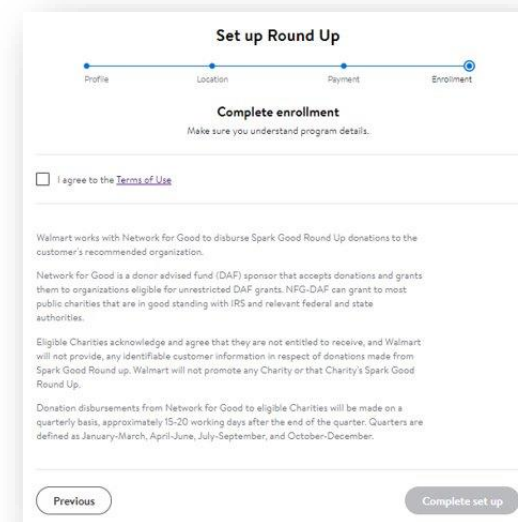 Set up Round Up
Profile Location Payment Enrollment
Complete enrollment
Make sure you understand program details.
I agree to the Terms of Use
Walmart works with Network for Good to disburse Spark Good Round Up donations to the
customer's recommended organization.
Network for Good is a donor advised fund (DAF) sponsor that accepts donations and grants
them to organizations eligible for unrestricted DAF grants. NFG-DAF can grant to most
public charities that are in good standing with IRS and relevant federal and state
authorities.
Eligible Charities acknowledge and agree that they are not entitled to receive, and Walmart
will not provide, any identifiable customer information in respect of donations made from
Spark Good Round up. Walmart will not promote any Charity or that Charity's Spark Good
Round Up.
Donation disbursements from Network for Good to eligible Charities will be made on a
quarterly basis, approximately 15-20 working days after the end of the quarter. Quarters are
defined as January-March, April-June, July-September, and October-December.
Previous Complete set up